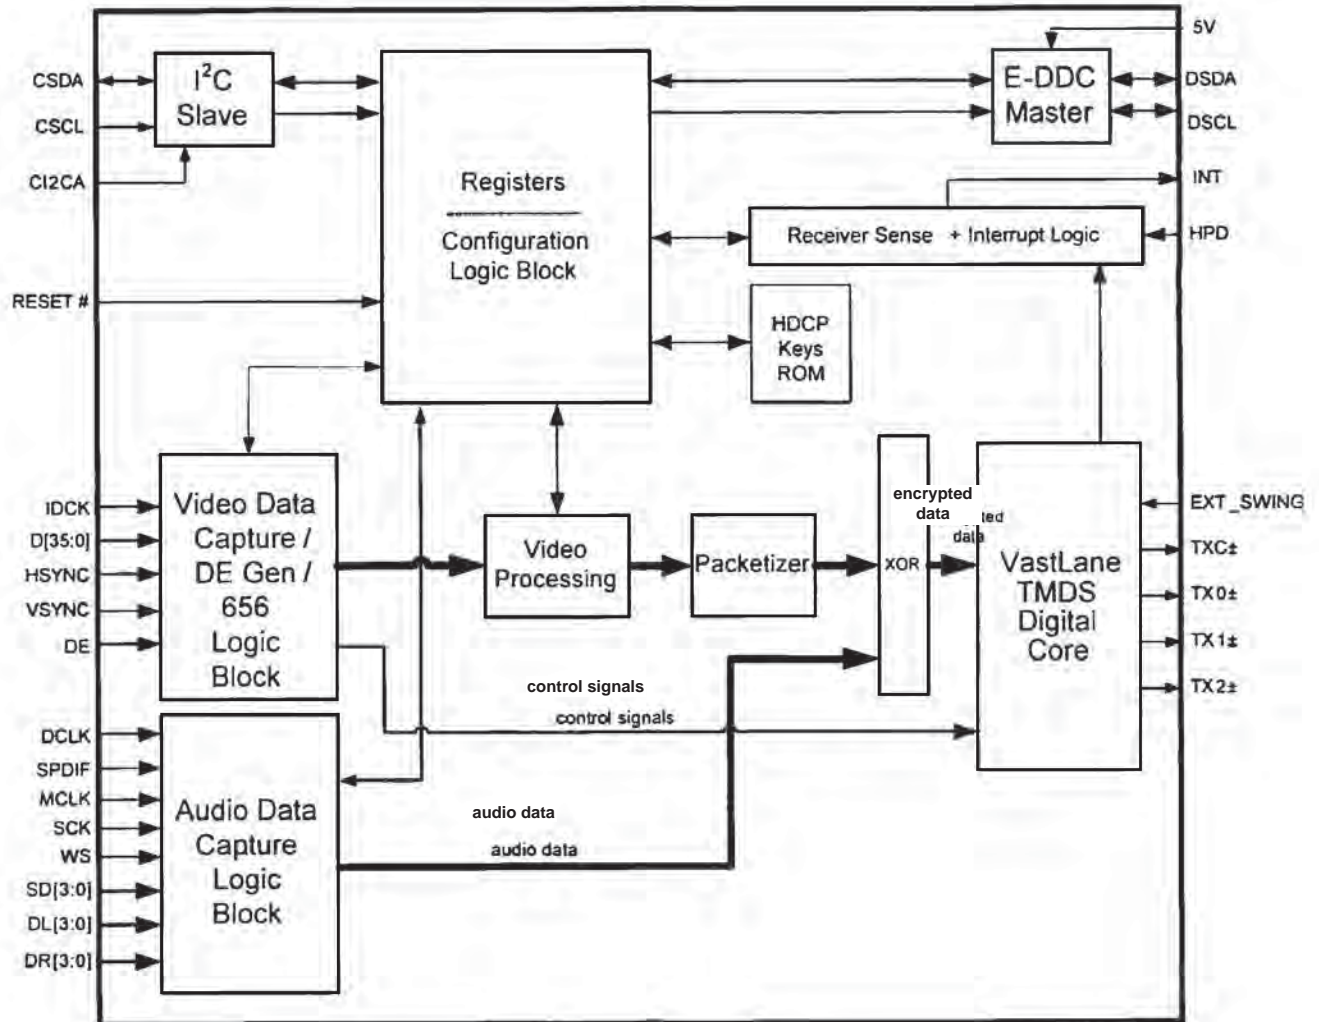 5V
CSDA
I²C
Slave
E-DDC
Master
DSDA
CSCL
DSCL
CI2CA
INT
Registers
Configuration
Logic Block
Receiver Sense + Interrupt Logic
HPD
RESET #
HDCP
Keys
ROM
IDCK
D[35:0]
HSYNC
VSYNC
DE
Video Data
Capture /
DE Gen /
656
Logic
Block
Video
Processing
Packetizer
XOR
encrypted
data
ted
data
VastLane
TMDS
Digital
Core
EXT_SWING
TXC±
TX0±
TX1±
TX2±
control signals
control signals
DCLK
SPDIF
MCLK
SCK
WS
SD[3:0]
DL[3:0]
DR[3:0]
Audio Data
Capture
Logic
Block
audio data
audio data